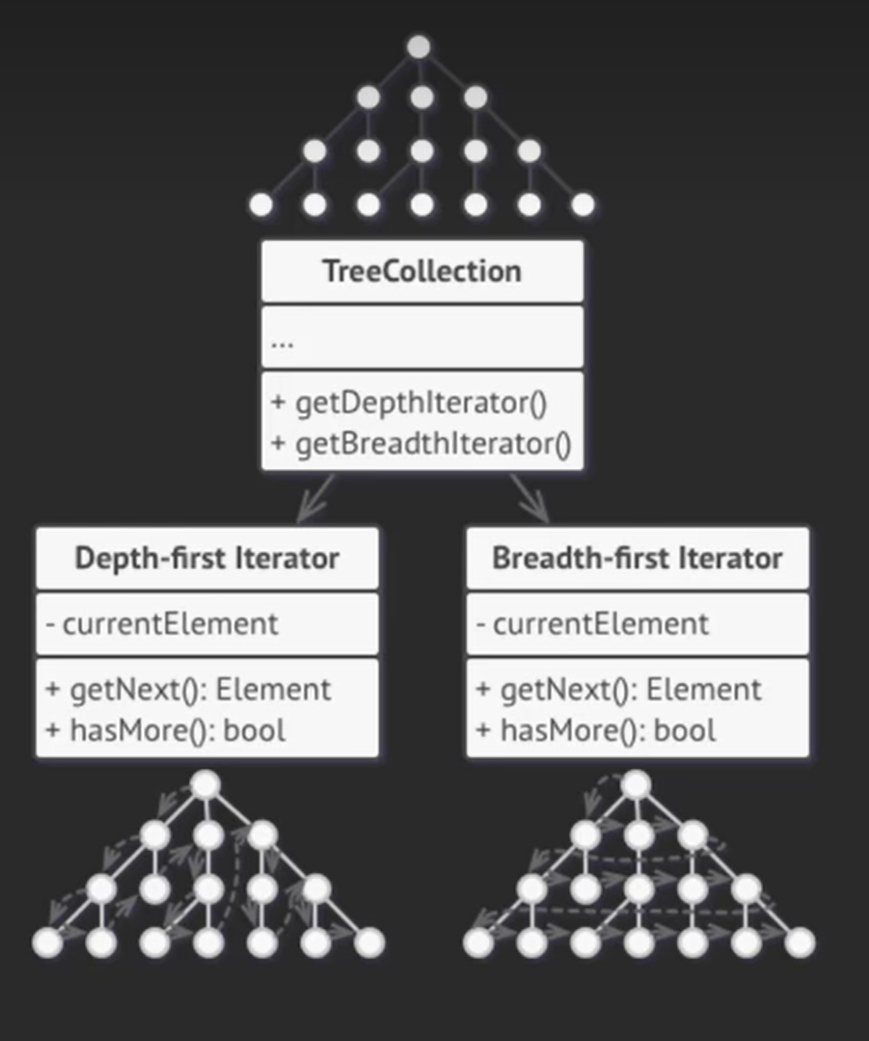 TreeCollection
...
+ getDepthIterator()
+ getBreadthIterator()
Depth-first Iterator
- currentElement
+ getNext(): Element
+ hasMore(): bool
Breadth-first Iterator
- currentElement
+ getNext(): Element
+ hasMore(): bool